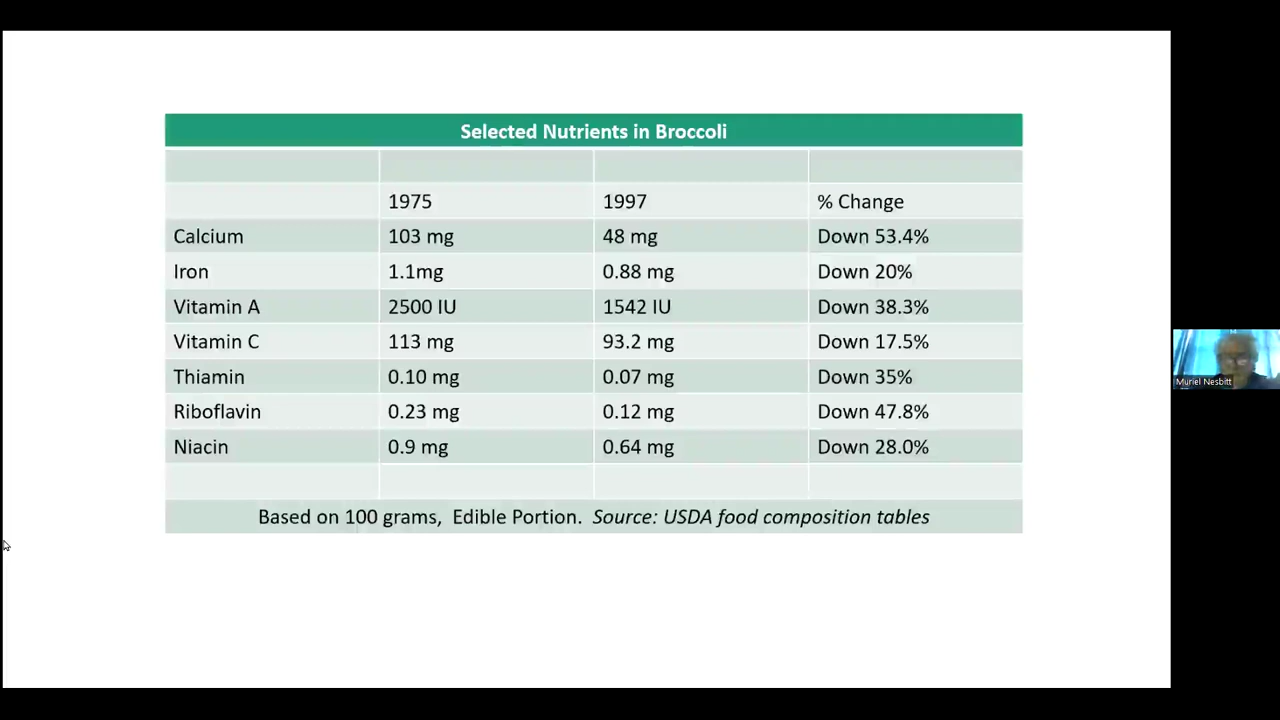 Selected Nutrients in Broccoli
1975 1997 % Change
Calcium 103 mg 48 mg Down 53.4%
Iron 1.1mg 0.88 mg Down 20%
Vitamin A 2500 IU 1542 IU Down 38.3%
Vitamin C 113 mg 93.2 mg Down 17.5%
Thiamin 0.10 mg 0.07 mg Down 35%
Riboflavin 0.23 mg 0.12 mg Down 47.8%
Niacin 0.9 mg 0.64 mg Down 28.0%
Based on 100 grams, Edible Portion. Source: USDA food composition tables
Muriel Nesbitt